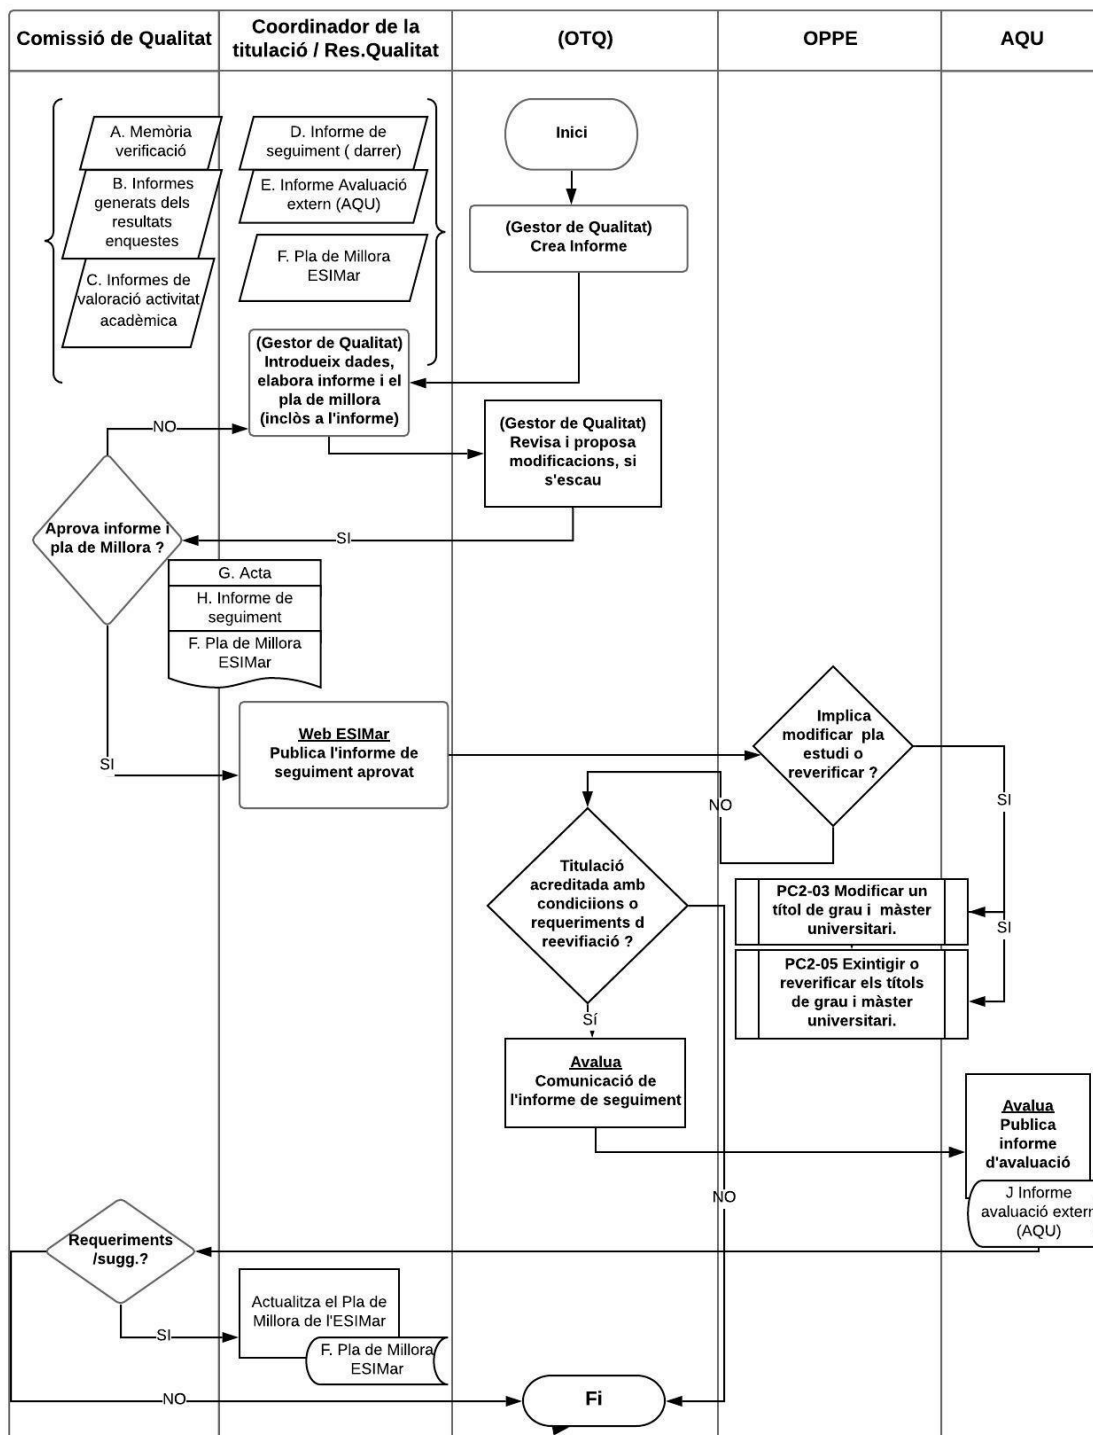 Comissió de Qualitat
Coordinador de la
titulació / Res.Qualitat
(OTQ)
OPPE
AQU
A. Memòria
verificació
B. Informes
generats dels
resultats
enquestes
C. Informes de
valoració activitat
acadèmica
D. Informe de
seguiment ( darrer)
E. Informe Avaluació
extern (AQU)
F. Pla de Millora
ESIMar
Inici
(Gestor de Qualitat)
Crea Informe
(Gestor de Qualitat)
Introdueix dades,
elabora informe i el
pla de millora
(inclòs a l'informe)
(Gestor de Qualitat)
Revisa i proposa
modificacions, si
s'escau
NO
SI
Aprova informe i
pla de Millora ?
G. Acta
H. Informe de
seguiment
F. Pla de Millora
ESIMar
SI
Web ESIMar
Publica l'informe de
seguiment aprovat
Implica
modificar pla
estudi o
reverificar ?
NO
SI
Titulació
acreditada amb
condiciions o
requeriments d
reevifiació ?
PC2-03 Modificar un
títol de grau i màster
universitari.
SI
PC2-05 Exintigir o
reverificar els títols
de grau i màster
universitari.
Sí
Avalua
Comunicació de
l'informe de seguiment
Avalua
Publica
informe
d'avaluació
J Informe
avaluació extern
(AQU)
NO
Requeriments
/sugg.?
SI
Actualitza el Pla de
Millora de l'ESIMar
F. Pla de Millora
ESIMar
NO
Fi